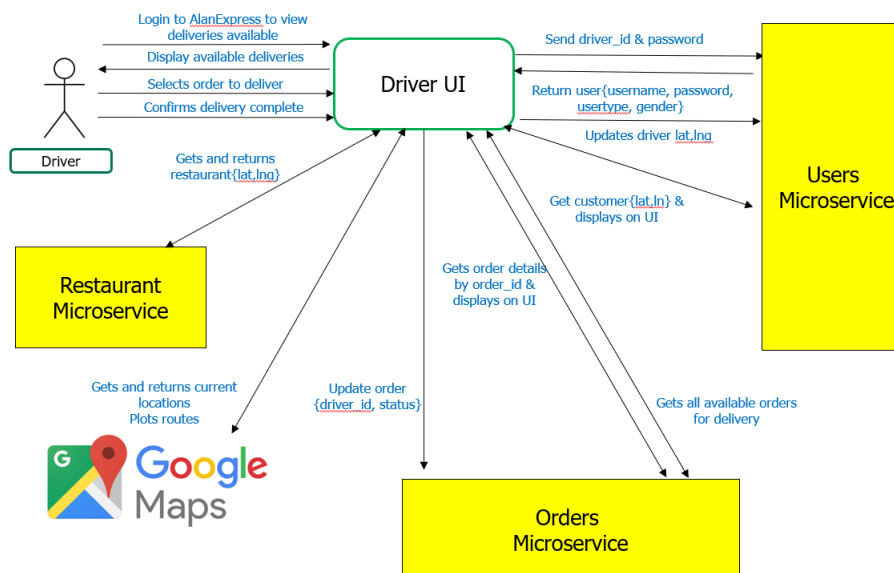 Login to AlanExpress to view
deliveries available
Display available deliveries
Selects order to deliver
Confirms delivery complete
Driver
Driver UI
Send driver_id & password
Return user{username, password,
usertype, gender}
Updates driver lat,lng
Users
Microservice
Gets and returns
restaurant{lat,lng}
Get customer{lat,ln} &
displays on UI
Restaurant
Microservice
Gets order details
by order_id &
displays on UI
Gets and returns current
locations
Plots routes
Update order
{driver_id, status}
Gets all available orders
for delivery
G
Google
Maps
Orders
Microservice